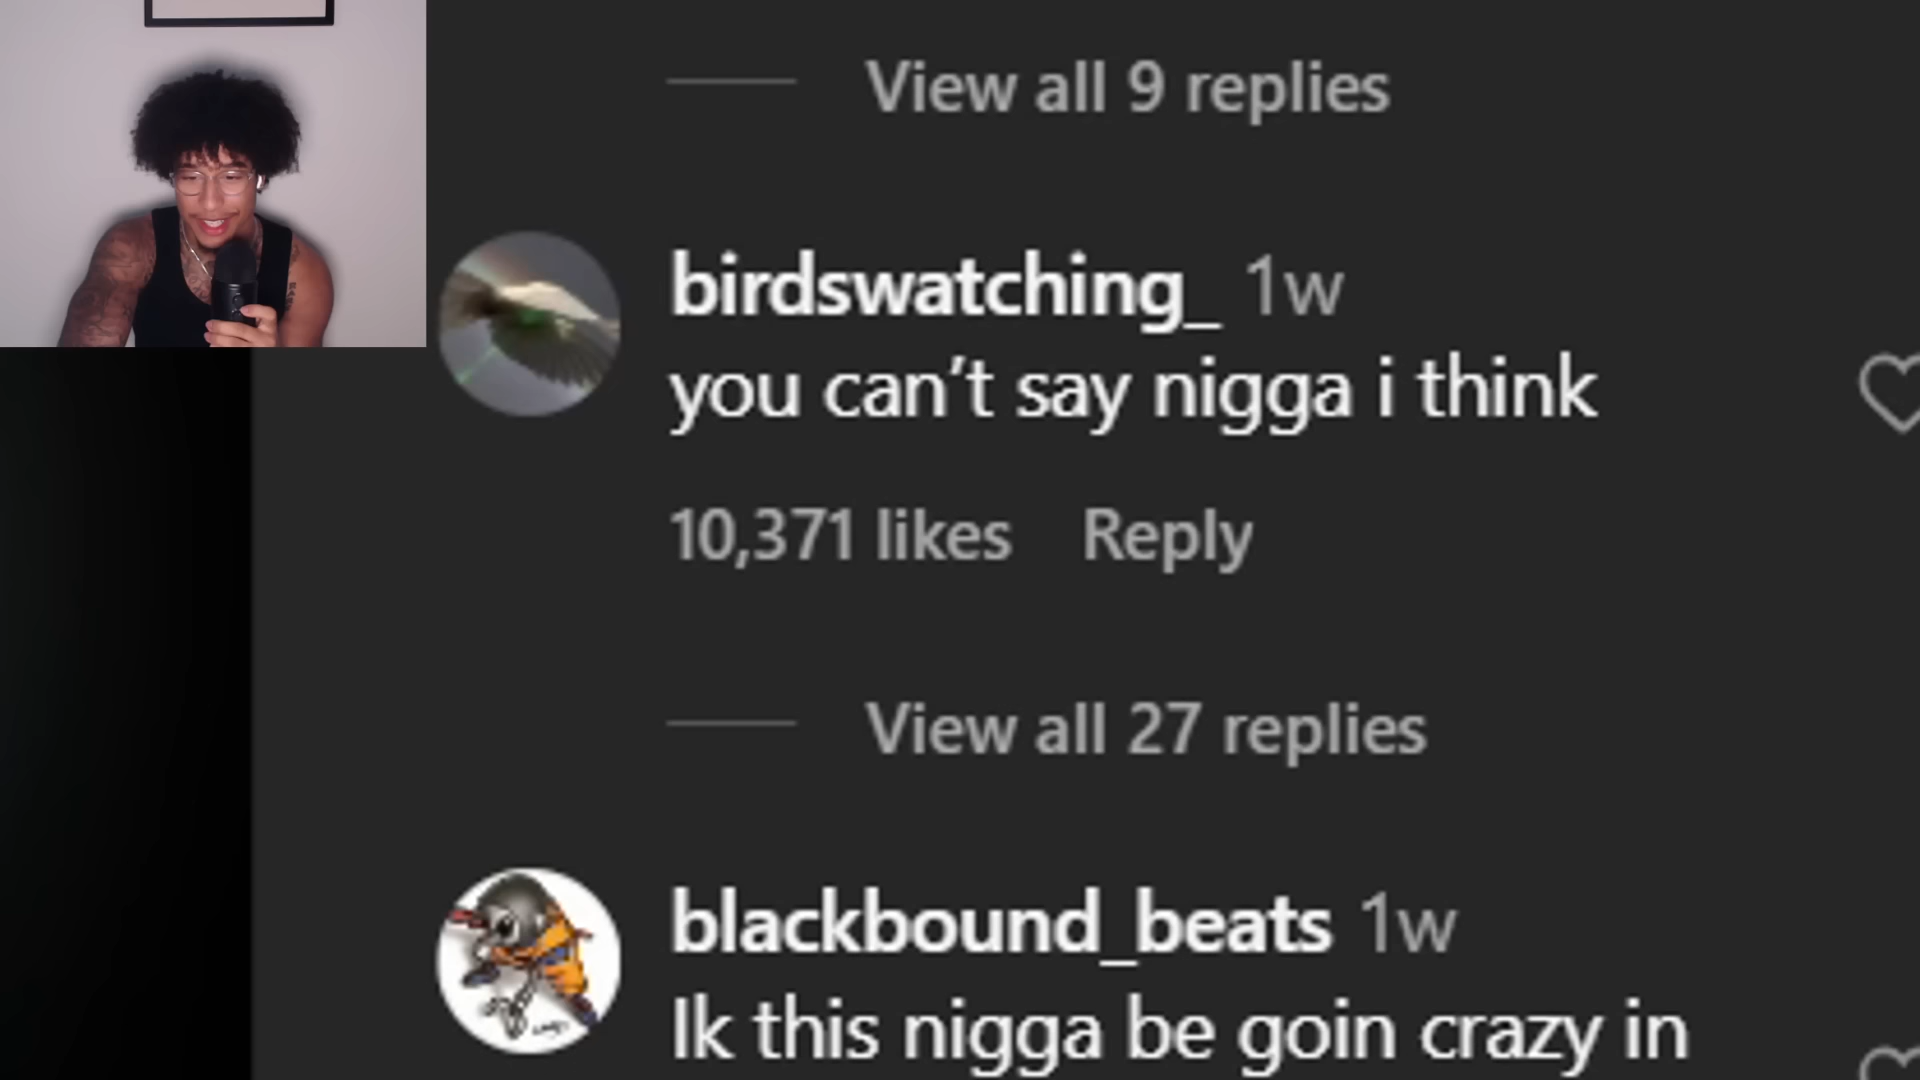 View all 9 replies
birdswatching_ 1w
you can't say nigga i think
10,371 likes Reply
View all 27 replies
blackbound_beats 1w
Ik this nigga be goin crazy in